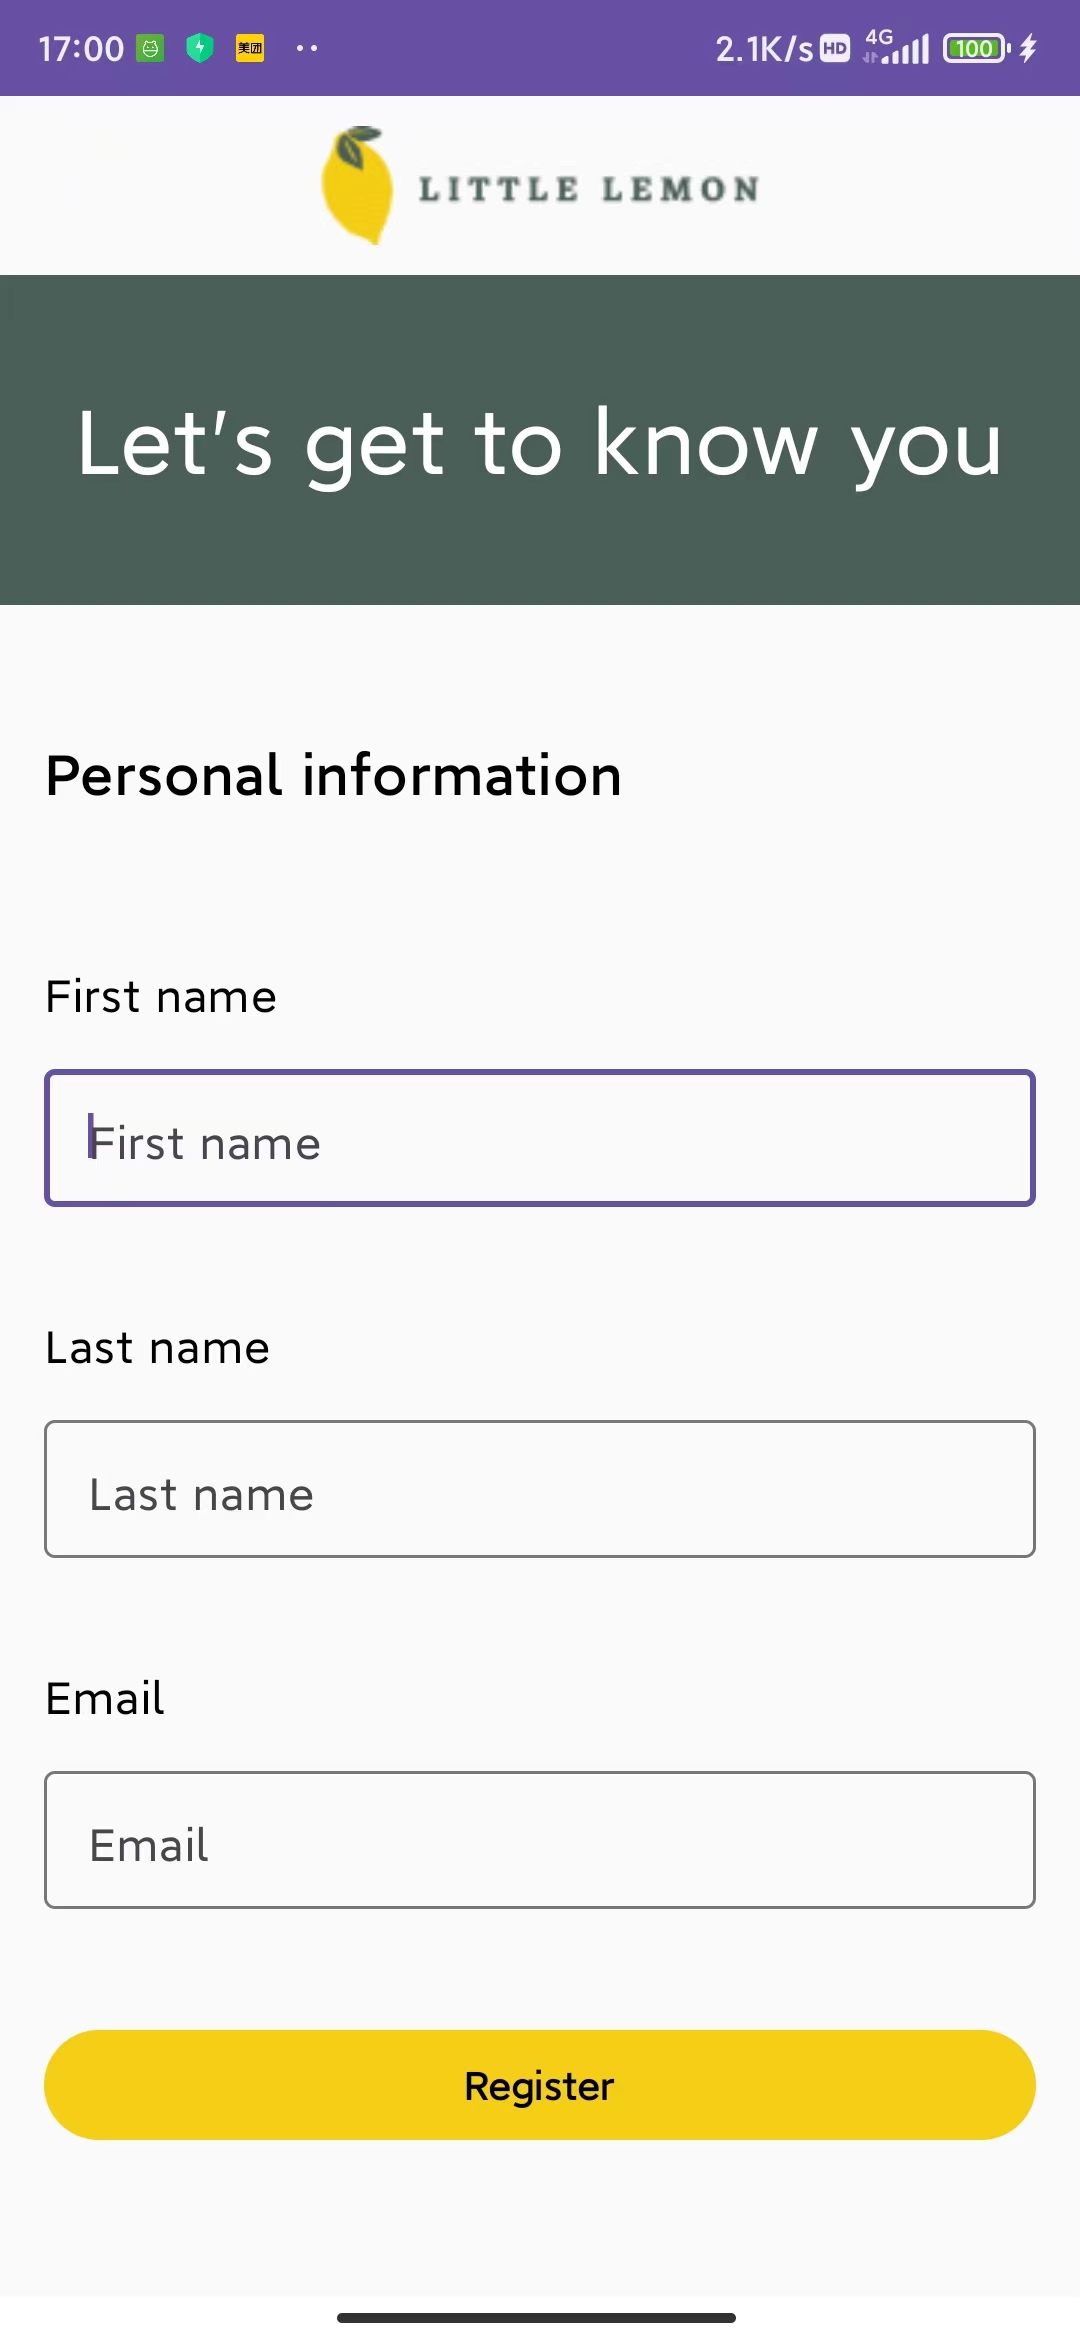 17:00 美团 2.1K/s HD 4G 100
LITTLE LEMON
Let's get to know you
Personal information
First name
First name
Last name
Last name
Email
Email
Register